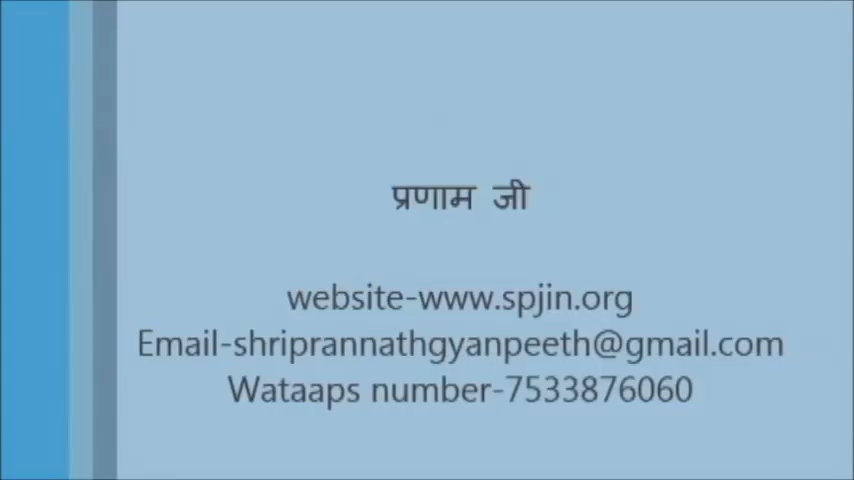 प्रणाम जी
website-www.spjin.org
Email-shriprannathgyanpeeth@gmail.com
Wataaps number-7533876060